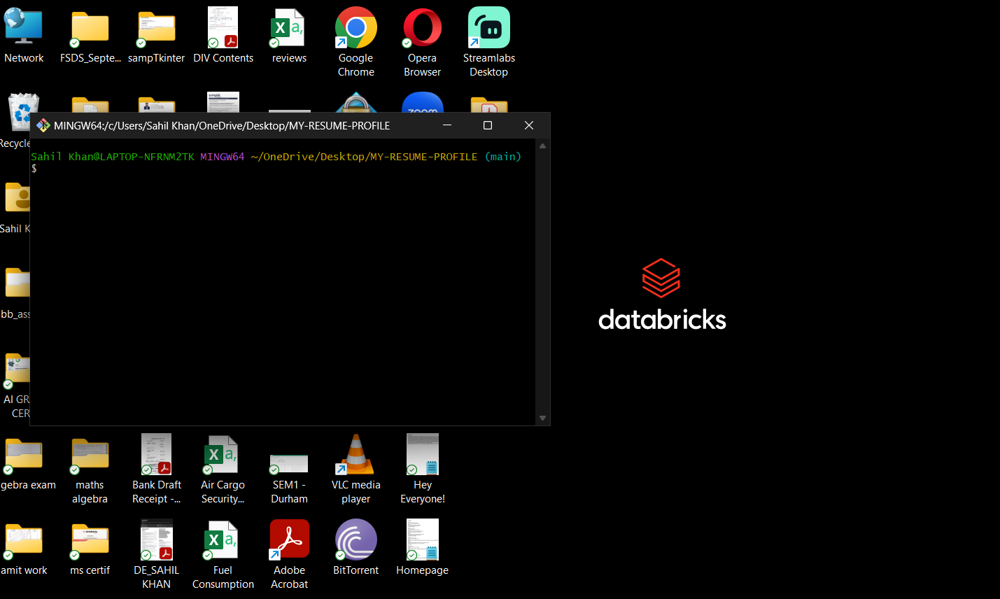 Network
FSDS_Septe...
sampTkinter
DIV Contents
reviews
Google
Chrome
Opera
Browser
Streamlabs
Desktop
zoom
MINGW64:/c/Users/Sahil Khan/OneDrive/Desktop/MY-RESUME-PROFILE
Sahil Khan@LAPTOP-NFRNM2TK MINGW64 ~/OneDrive/Desktop/MY-RESUME-PROFILE (main)
$
Recycle
Sahil K
bb_ass
AI GR
CER
databricks
gebra exam
maths
algebra
Bank Draft
Receipt -...
Air Cargo
Security...
SEM1 -
Durham
VLC media
player
Hey
Everyone!
amit work
ms certif
DE_SAHIL
KHAN
Fuel
Consumption
Adobe
Acrobat
BitTorrent
Homepage